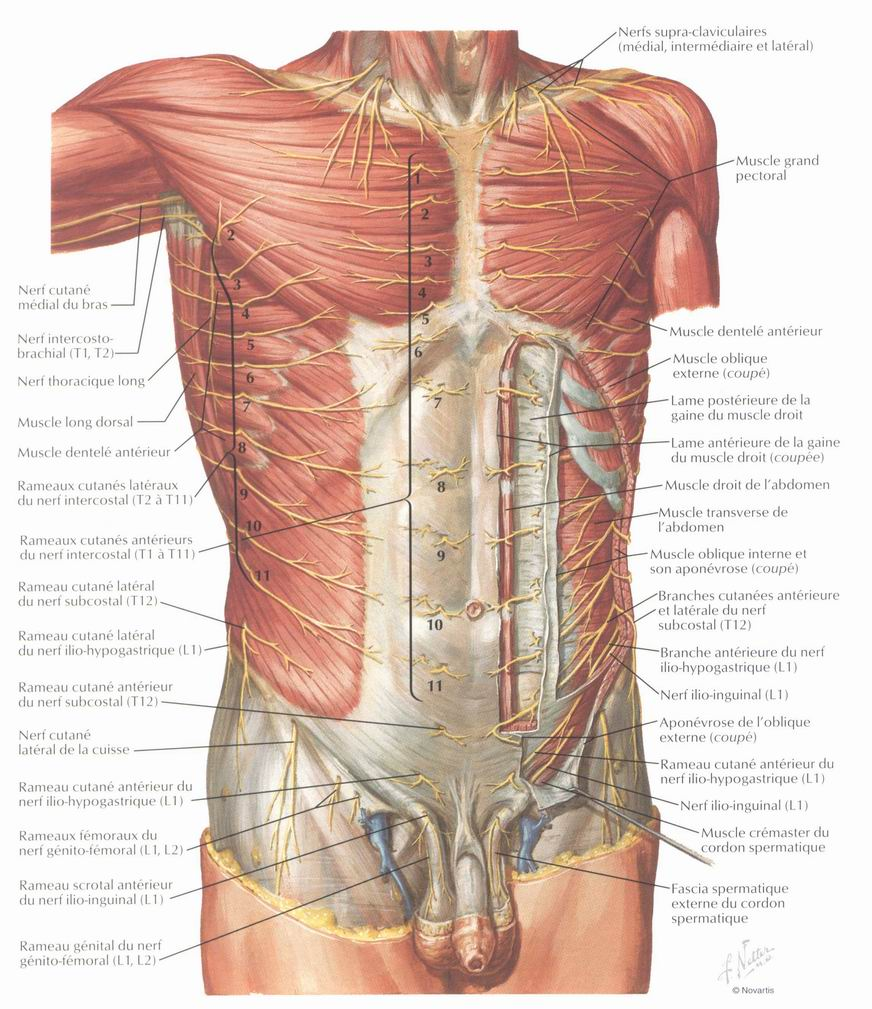 Nerfs supra-claviculaires
(médial, intermédiaire et latéral)
Muscle grand
pectoral
1
2
3
4
5
6
7
8
9
10
11
2
3
4
5
6
7
8
9
10
11
Nerf cutané
médial du bras
Nerf intercosto-
brachial (T1, T2)
Nerf thoracique long
Muscle long dorsal
Muscle dentelé antérieur
Rameaux cutanés latéraux
du nerf intercostal (T2 à T11)
Rameaux cutanés antérieurs
du nerf intercostal (T1 à T11)
Rameau cutané latéral
du nerf subcostal (T12)
Rameau cutané latéral
du nerf ilio-hypogastrique (L1)
Rameau cutané antérieur
du nerf subcostal (T12)
Nerf cutané
latéral de la cuisse
Rameau cutané antérieur du
nerf ilio-hypogastrique (L1)
Rameaux fémoraux du
nerf génito-fémoral (L1, L2)
Rameau scrotal antérieur
du nerf ilio-inguinal (L1)
Rameau génital du nerf
génito-fémoral (L1, L2)
Muscle dentelé antérieur
Muscle oblique
externe (coupé)
Lame postérieure de la
gaine du muscle droit
Lame antérieure de la gaine
du muscle droit (coupée)
Muscle droit de l'abdomen
Muscle transverse de
l'abdomen
Muscle oblique interne et
son aponévrose (coupé)
Branches cutanées antérieure
et latérale du nerf
subcostal (T12)
Branche antérieure du nerf
ilio-hypogastrique (L1)
Nerf ilio-inguinal (L1)
Aponévrose de l'oblique
externe (coupé)
Rameau cutané antérieur du
nerf ilio-hypogastrique (L1)
Nerf ilio-inguinal (L1)
Muscle crémaster du
cordon spermatique
Fascia spermatique
externe du cordon
spermatique
F. Netter
M.D.
© Novartis